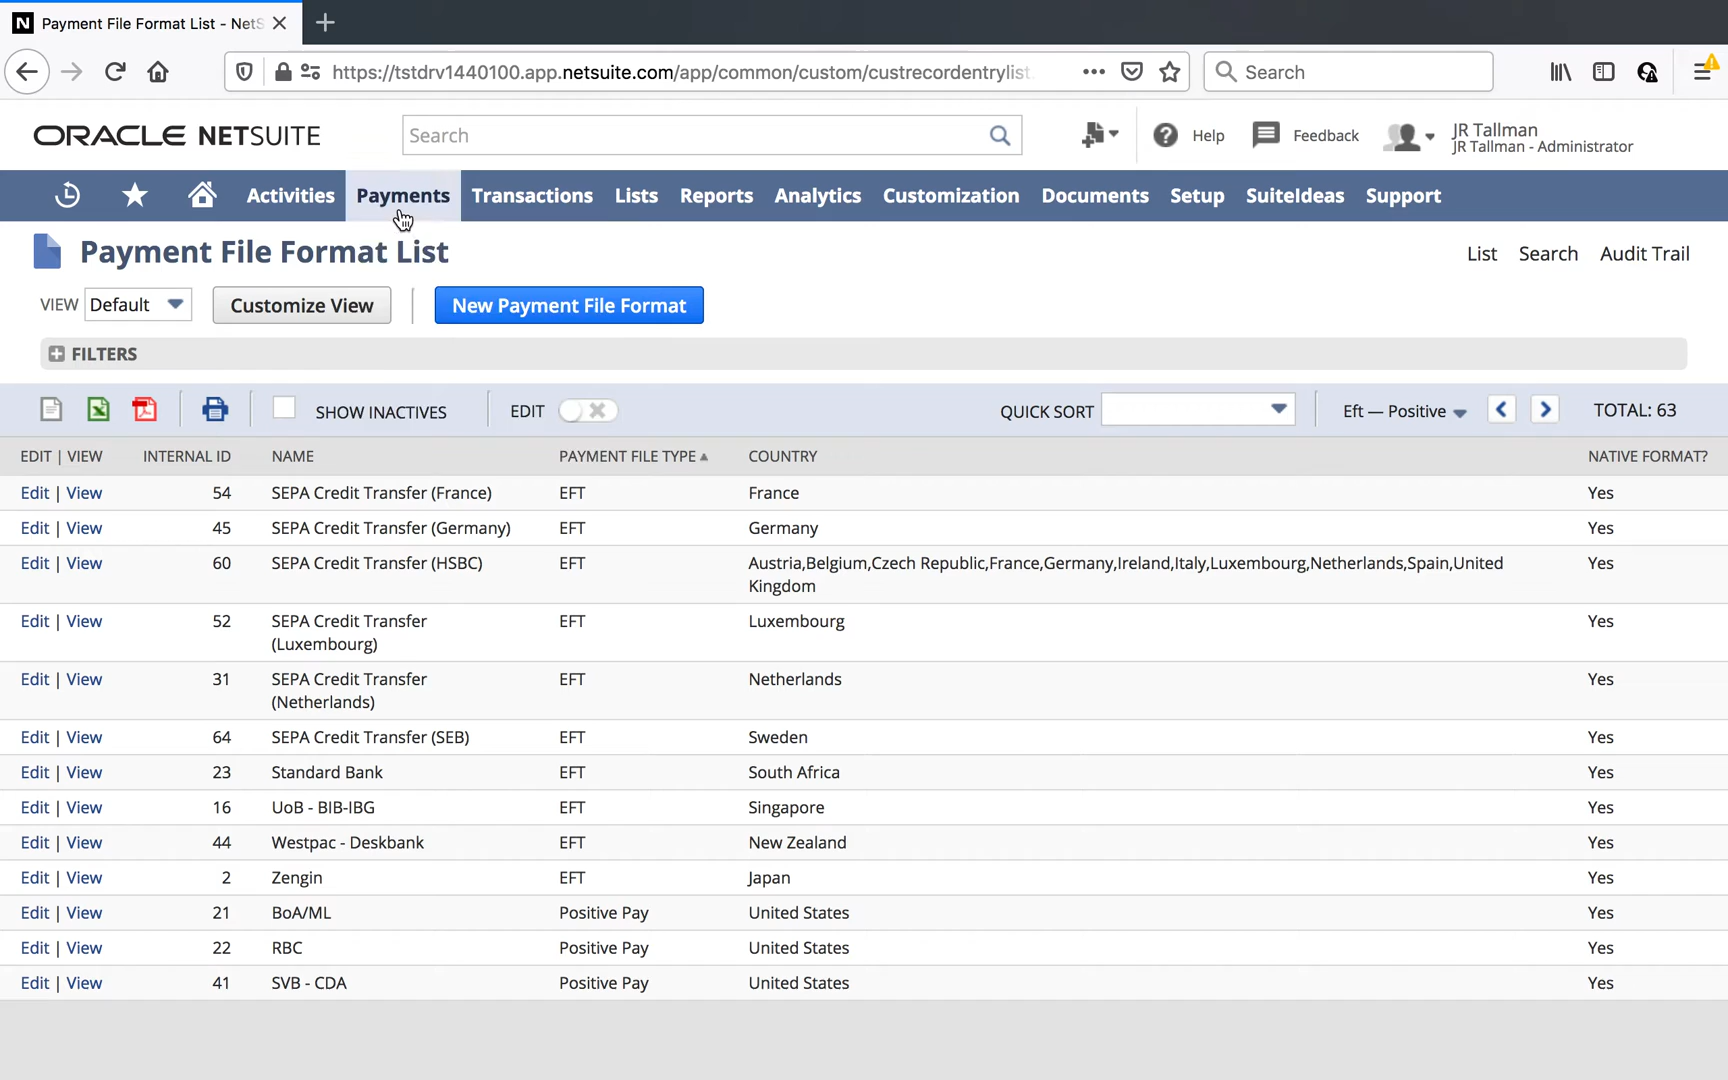 Payment File Format List - NetS
https://tstdrv1440100.app.netsuite.com/app/common/custom/custrecordentrylist.
Search
ORACLE NETSUITE
Search
Help
Feedback
JR Tallman
JR Tallman - Administrator
Activities Payments Transactions Lists Reports Analytics Customization Documents Setup SuiteIdeas Support
Payment File Format List
List Search Audit Trail
VIEW Default Customize View New Payment File Format
FILTERS
SHOW INACTIVES EDIT QUICK SORT Eft — Positive TOTAL: 63
EDIT | VIEW INTERNAL ID NAME PAYMENT FILE TYPE COUNTRY NATIVE FORMAT?
Edit | View 54 SEPA Credit Transfer (France) EFT France Yes
Edit | View 45 SEPA Credit Transfer (Germany) EFT Germany Yes
Edit | View 60 SEPA Credit Transfer (HSBC) EFT Austria,Belgium,Czech Republic,France,Germany,Ireland,Italy,Luxembourg,Netherlands,Spain,United Yes
Kingdom
Edit | View 52 SEPA Credit Transfer EFT Luxembourg Yes
(Luxembourg)
Edit | View 31 SEPA Credit Transfer EFT Netherlands Yes
(Netherlands)
Edit | View 64 SEPA Credit Transfer (SEB) EFT Sweden Yes
Edit | View 23 Standard Bank EFT South Africa Yes
Edit | View 16 UoB - BIB-IBG EFT Singapore Yes
Edit | View 44 Westpac - Deskbank EFT New Zealand Yes
Edit | View 2 Zengin EFT Japan Yes
Edit | View 21 BoA/ML Positive Pay United States Yes
Edit | View 22 RBC Positive Pay United States Yes
Edit | View 41 SVB - CDA Positive Pay United States Yes